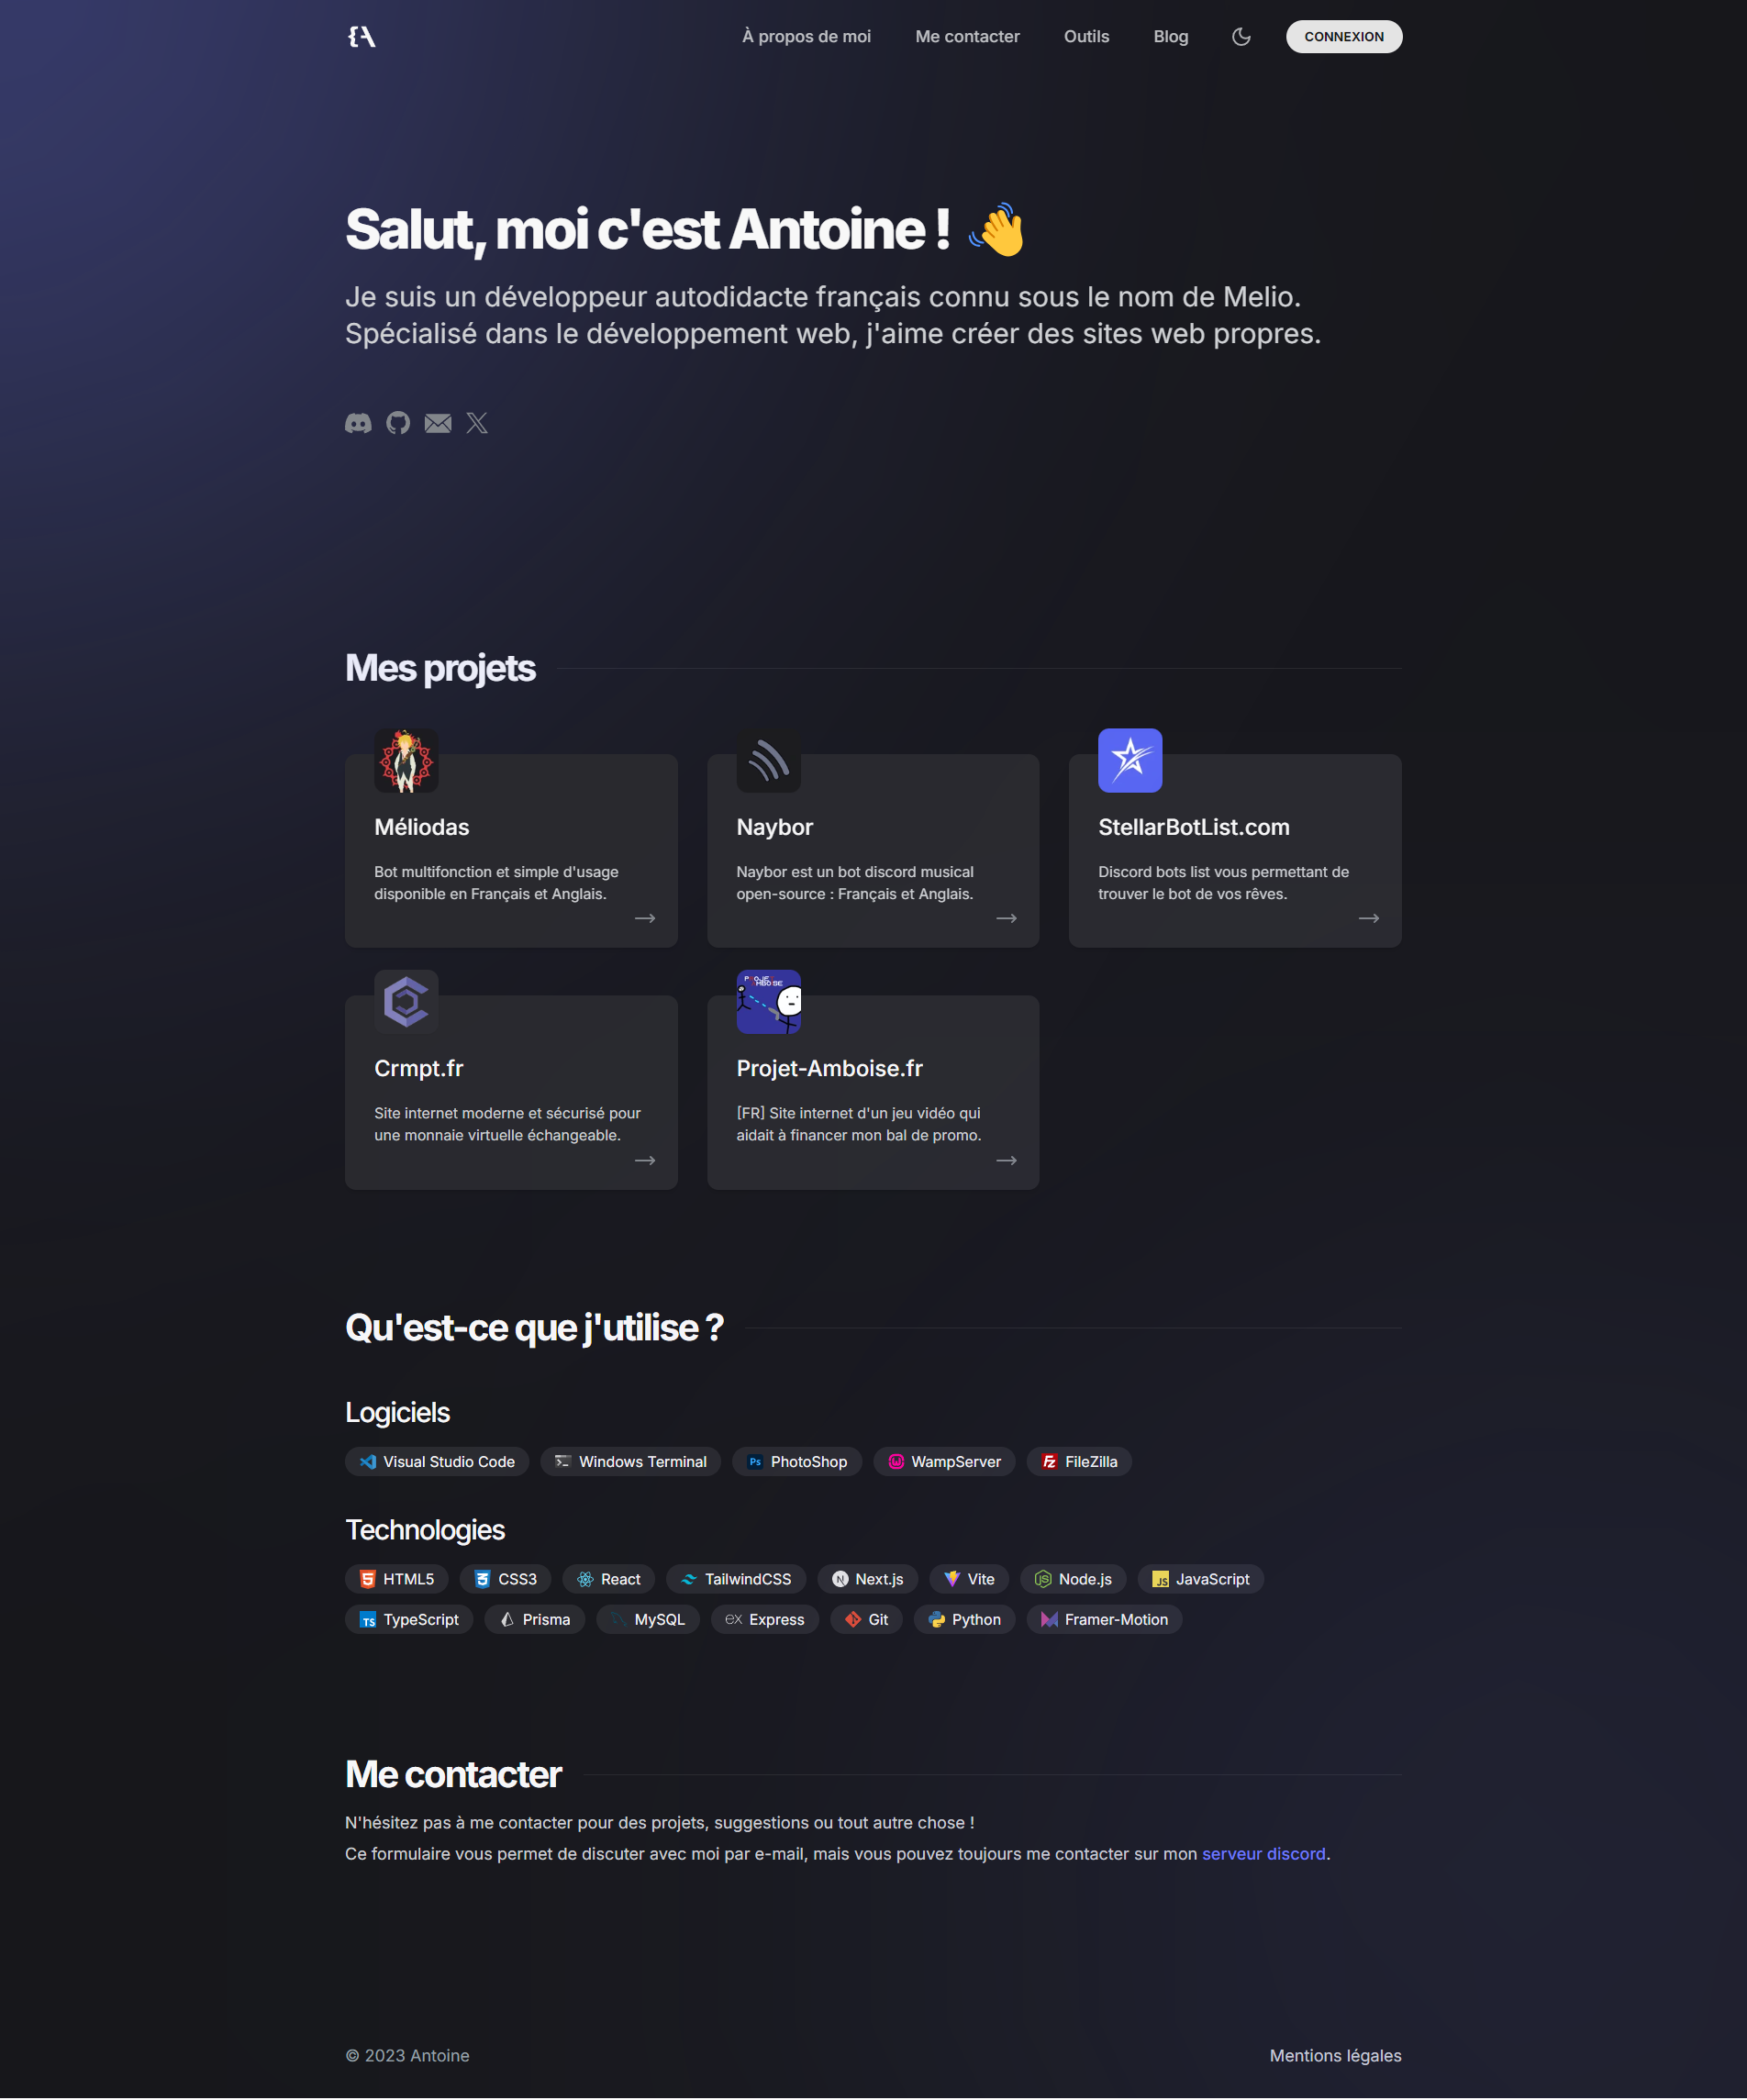 {A
À propos de moi
Me contacter
Outils
Blog
CONNEXION
Salut, moi c'est Antoine ! 👋
Je suis un développeur autodidacte français connu sous le nom de Melio.
Spécialisé dans le développement web, j'aime créer des sites web propres.
Mes projets
Méliodas
Bot multifonction et simple d'usage
disponible en Français et Anglais.
Naybor
Naybor est un bot discord musical
open-source : Français et Anglais.
StellarBotList.com
Discord bots list vous permettant de
trouver le bot de vos rêves.
Crmpt.fr
Site internet moderne et sécurisé pour
une monnaie virtuelle échangeable.
Projet-Amboise.fr
[FR] Site internet d'un jeu vidéo qui
aidait à financer mon bal de promo.
Qu'est-ce que j'utilise ?
Logiciels
Visual Studio Code
Windows Terminal
Ps PhotoShop
WampServer
Fz FileZilla
Technologies
HTML5
CSS3
React
TailwindCSS
N Next.js
Vite
JS Node.js
JS JavaScript
TS TypeScript
Prisma
MySQL
ex Express
Git
Python
Framer-Motion
Me contacter
N'hésitez pas à me contacter pour des projets, suggestions ou tout autre chose !
Ce formulaire vous permet de discuter avec moi par e-mail, mais vous pouvez toujours me contacter sur mon serveur discord.
© 2023 Antoine
Mentions légales